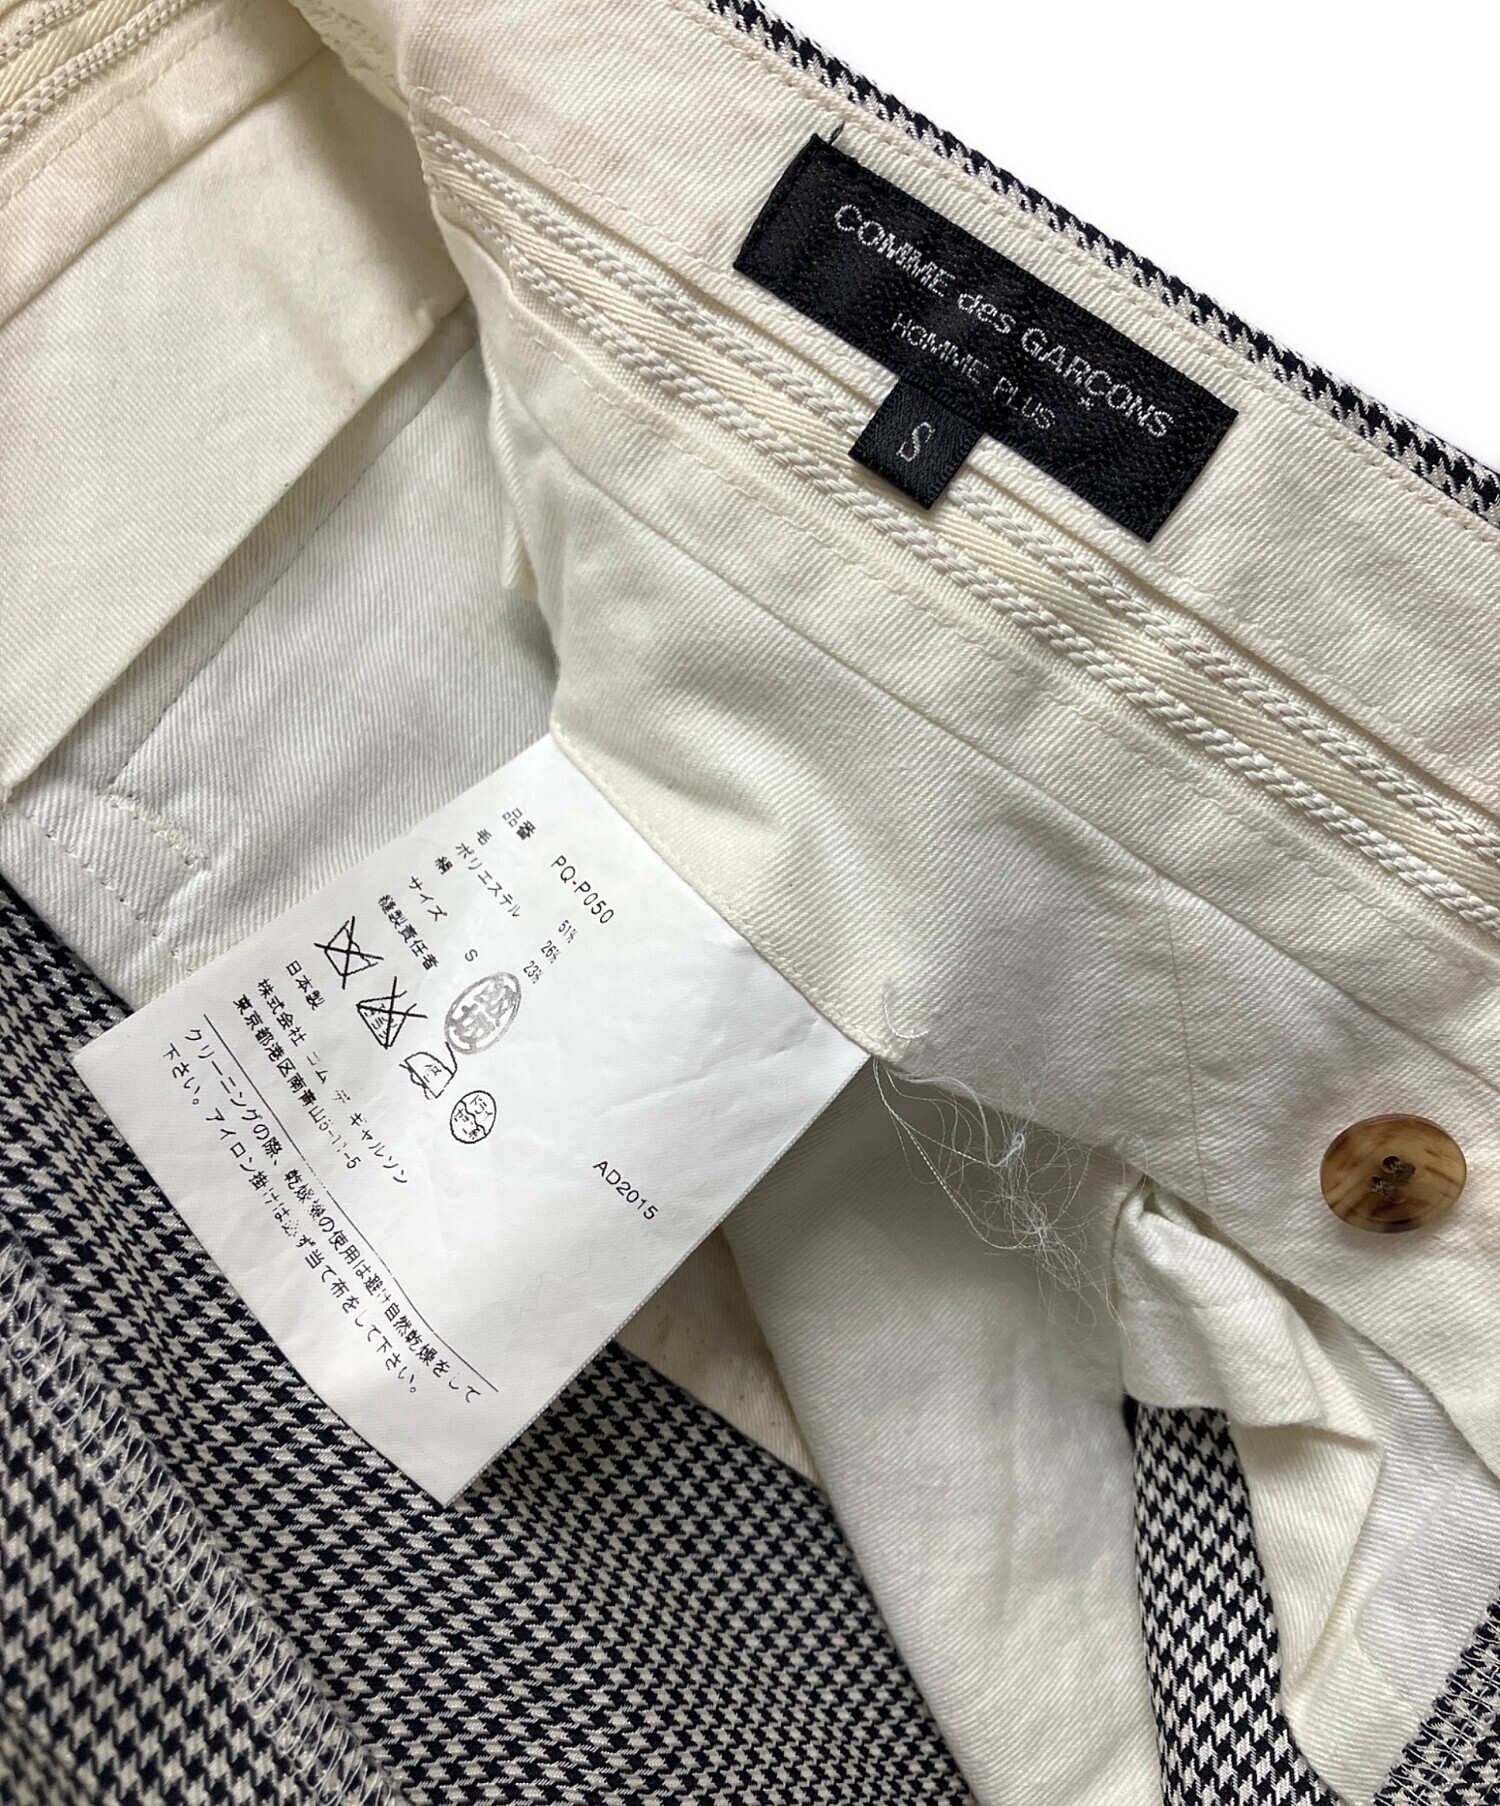 COMME des GARÇONS
HOMME PLUS
S
品番 PQ-P050
毛 51%
ポリエステル 26%
絹 23%
サイズ S
縫製責任者
日本製
株式会社 コム デ ギャルソン
東京都港区南青山5-11-5
AD2015
クリーニングの際、乾燥機の使用は避け自然乾燥をして
下さい。アイロン掛けは必ず当て布をして下さい。